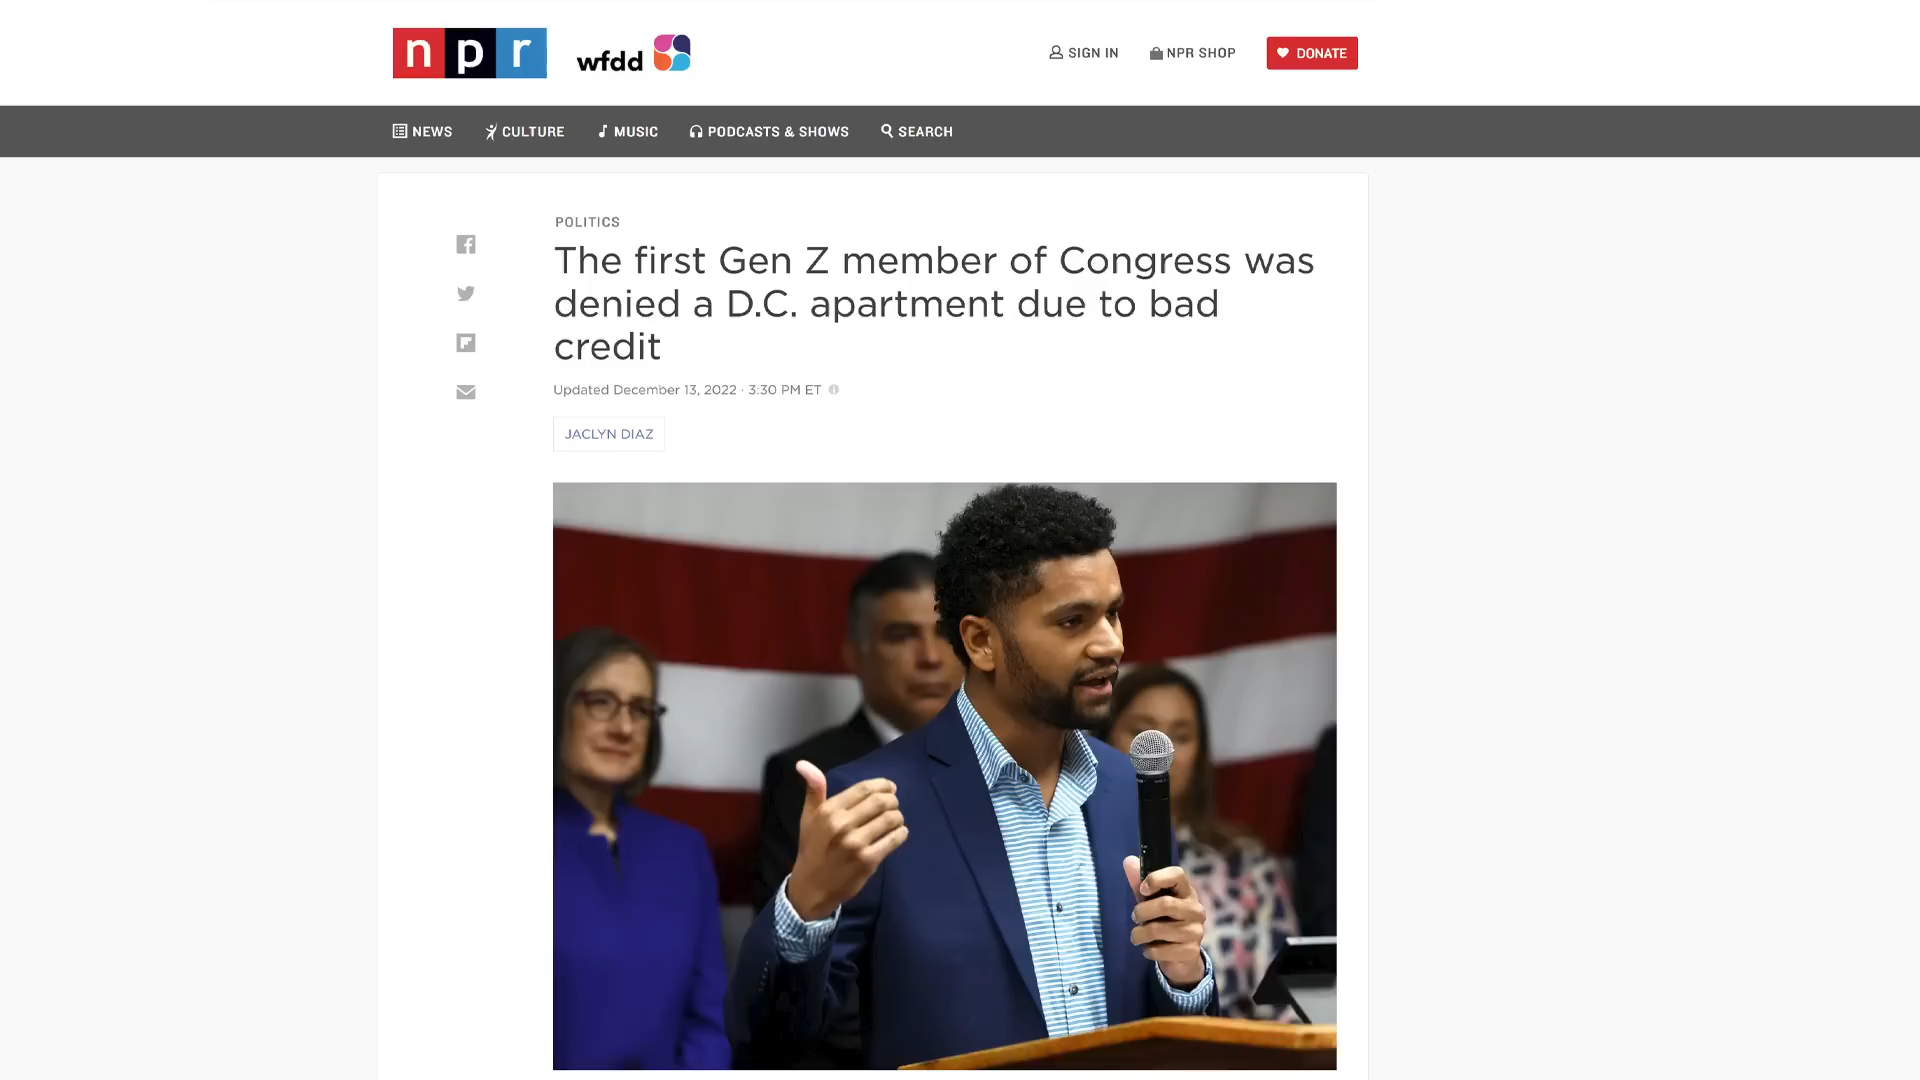 npr wfdd SIGN IN NPR SHOP DONATE
NEWS CULTURE MUSIC PODCASTS & SHOWS SEARCH
POLITICS
The first Gen Z member of Congress was
denied a D.C. apartment due to bad
credit
Updated December 13, 2022 · 3:30 PM ET
JACLYN DIAZ